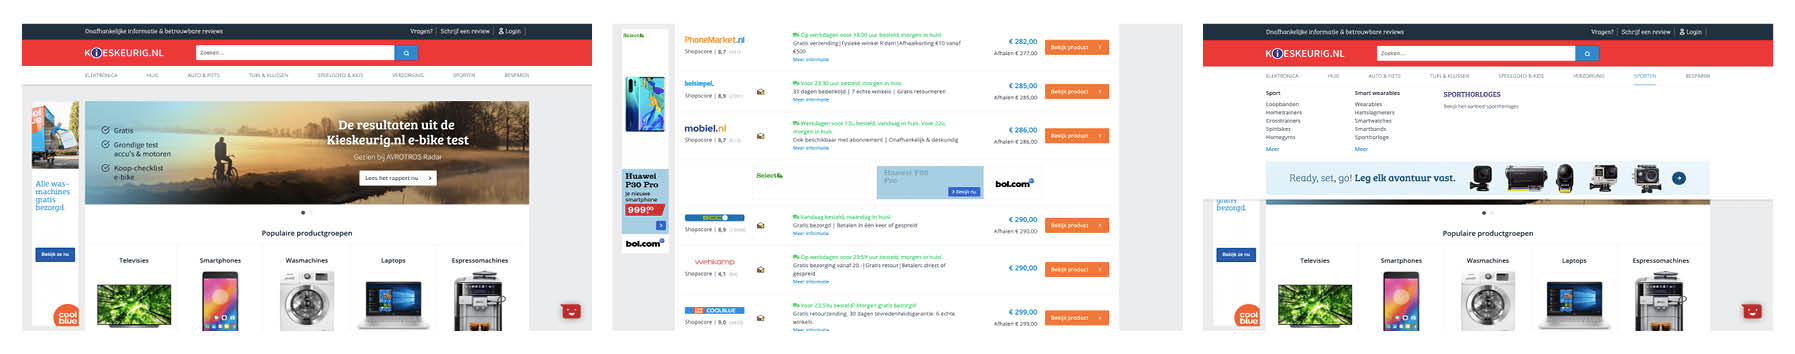 Onafhankelijke informatie & betrouwbare reviews
Vragen? Schrijf een review Login
KIESKEURIG.NL
Zoeken...
ELEKTRONICA HUIS AUTO & FIETS TUIN & KLUSSEN SPEELGOED & KIDS VERZORGING SPORTEN BESPAREN
Gratis
Grondige test
accu's & motoren
Koop-checklist
e-bike
De resultaten uit de
Kieskeurig.nl e-bike test
Gezien bij AVROTROS Radar
Lees het rapport nu
Alle was-
machines
gratis
bezorgd.
Bekijk ze nu
cool
blue
Populaire productgroepen
Televisies Smartphones Wasmachines Laptops Espressomachines
Select
Huawei
P30 Pro
Je nieuwe
smartphone
999,00
bol.com
PhoneMarket.nl
Shopscore | 8,7
Op werkdagen voor 18:00 uur besteld, morgen in huis!
Gratis verzending|Fysieke winkel R'dam|Afhaalkorting €10 vanaf
€500
Meer informatie
€ 282,00
Afhalen € 277,00
Bekijk product
belsimpel.
Shopscore | 8,9
Voor 23:30 uur besteld, morgen in huis
31 dagen bedenktijd | 7 echte winkels | Gratis retourneren
Meer informatie
€ 285,00
Afhalen € 285,00
Bekijk product
mobiel.nl
Shopscore | 8,7
Werkdagen voor 12u, besteld, vandaag in huis. Voor 22u,
morgen in huis
Ook beschikbaar met abonnement | Onafhankelijk & deskundig
Meer informatie
€ 286,00
Afhalen € 286,00
Bekijk product
Select
Huawei P30
Pro
Bekijk nu
bol.com
BCC
Shopscore | 8,9
Vandaag besteld, maandag in huis!
Gratis bezorgd | Betalen in één keer of gespreid
Meer informatie
€ 290,00
Afhalen € 290,00
Bekijk product
wehkamp
Shopscore | 4,1
Op werkdagen voor 23:59 uur besteld, morgen in huis
Gratis bezorging vanaf 20.-|Gratis retour|Betalen: direct of
gespreid
Meer informatie
€ 290,00
Bekijk product
COOLBLUE
Shopscore | 9,0
Voor 23:59u besteld? Morgen gratis bezorgd!
Gratis retourzending, 30 dagen tevredenheidsgarantie: 6 echte
winkels.
Meer informatie
€ 299,00
Afhalen € 299,00
Bekijk product
Onafhankelijke informatie & betrouwbare reviews
Vragen? Schrijf een review Login
KIESKEURIG.NL
Zoeken...
ELEKTRONICA HUIS AUTO & FIETS TUIN & KLUSSEN SPEELGOED & KIDS VERZORGING SPORTEN BESPAREN
Sport
Loopbanden
Hometrainers
Crosstrainers
Spinbikes
Homegyms
Meer
Smart wearables
Wearables
Hartslagmeters
Smartwatches
Smartbands
Sporthorloge
Meer
SPORTHORLOGES
Bekijk het aanbod sporthorloges
Ready, set, go! Leg elk avontuur vast.
gratis
bezorgd.
Bekijk ze nu
cool
blue
Populaire productgroepen
Televisies Smartphones Wasmachines Laptops Espressomachines